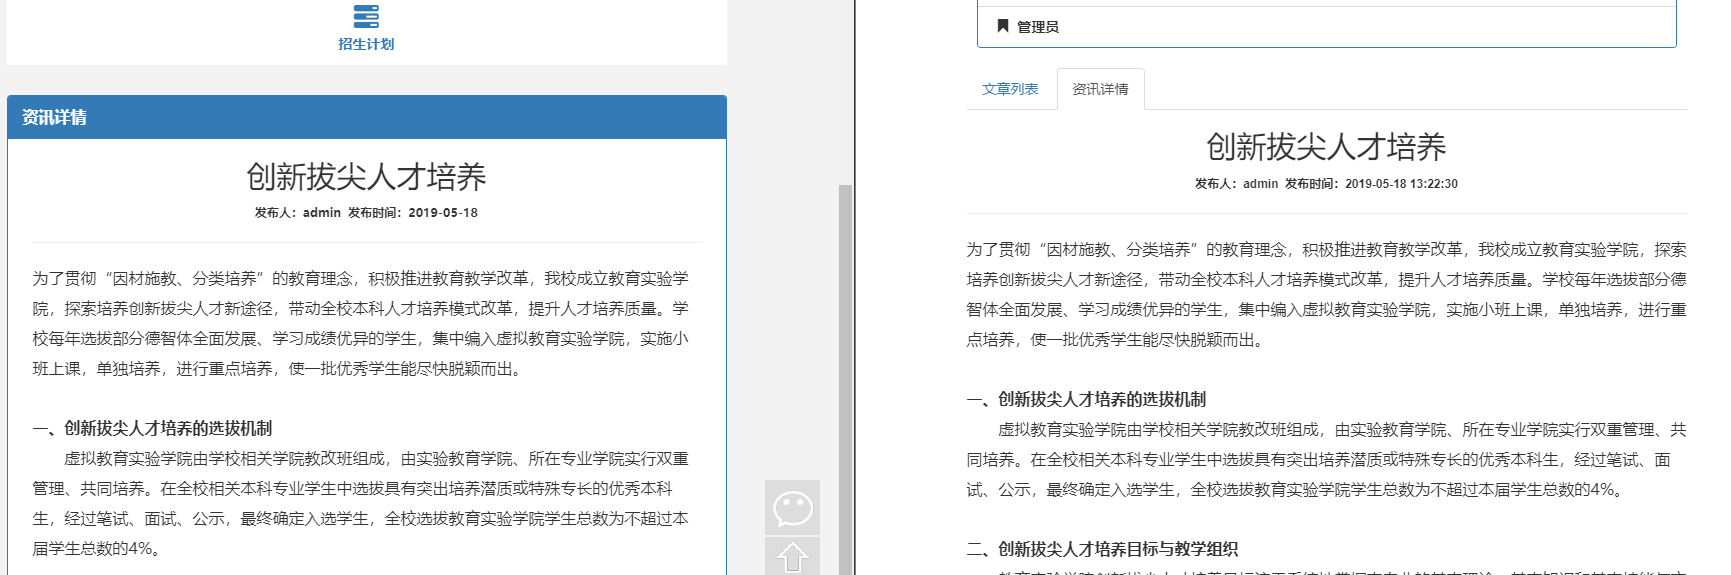 招生计划
资讯详情
创新拔尖人才培养
发布人：admin 发布时间：2019-05-18
为了贯彻“因材施教、分类培养”的教育理念，积极推进教育教学改革，我校成立教育实验学
院，探索培养创新拔尖人才新途径，带动全校本科人才培养模式改革，提升人才培养质量。学
校每年选拔部分德智体全面发展、学习成绩优异的学生，集中编入虚拟教育实验学院，实施小
班上课，单独培养，进行重点培养，使一批优秀学生能尽快脱颖而出。
一、创新拔尖人才培养的选拔机制
虚拟教育实验学院由学校相关学院教改班组成，由实验教育学院、所在专业学院实行双重
管理、共同培养。在全校相关本科专业学生中选拔具有突出培养潜质或特殊专长的优秀本科
生，经过笔试、面试、公示，最终确定入选学生，全校选拔教育实验学院学生总数为不超过本
届学生总数的4%。
管理员
文章列表 资讯详情
创新拔尖人才培养
发布人：admin 发布时间：2019-05-18 13:22:30
为了贯彻“因材施教、分类培养”的教育理念，积极推进教育教学改革，我校成立教育实验学院，探索
培养创新拔尖人才新途径，带动全校本科人才培养模式改革，提升人才培养质量。学校每年选拔部分德
智体全面发展、学习成绩优异的学生，集中编入虚拟教育实验学院，实施小班上课，单独培养，进行重
点培养，使一批优秀学生能尽快脱颖而出。
一、创新拔尖人才培养的选拔机制
虚拟教育实验学院由学校相关学院教改班组成，由实验教育学院、所在专业学院实行双重管理、共
同培养。在全校相关本科专业学生中选拔具有突出培养潜质或特殊专长的优秀本科生，经过笔试、面
试、公示，最终确定入选学生，全校选拔教育实验学院学生总数为不超过本届学生总数的4%。
二、创新拔尖人才培养目标与教学组织